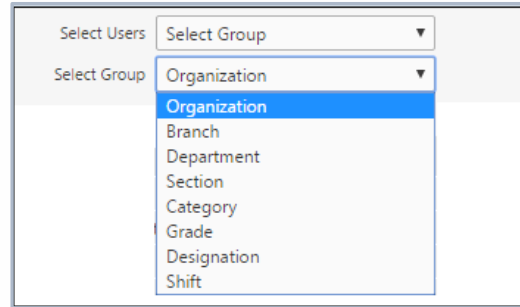 Select Users Select Group
Select Group Organization
Organization
Branch
Department
Section
Category
Grade
Designation
Shift